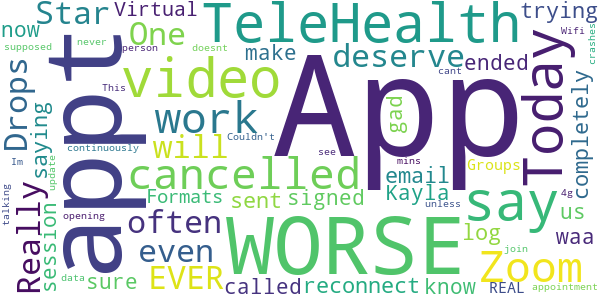 now Star Virtual One TeleHealth trying
supposed never person doesnt make deserve ended Wifi crashes
Drops appt video App Today
saying This Im work cant gad completely
continuously will Couldn't see email
update Really session cancelled mins Groups 4g
talking Formats sent signed Kayla say us
opening often WORSE unless log waa
even Zoom join
data sure EVER called reconnect know REAL appointment